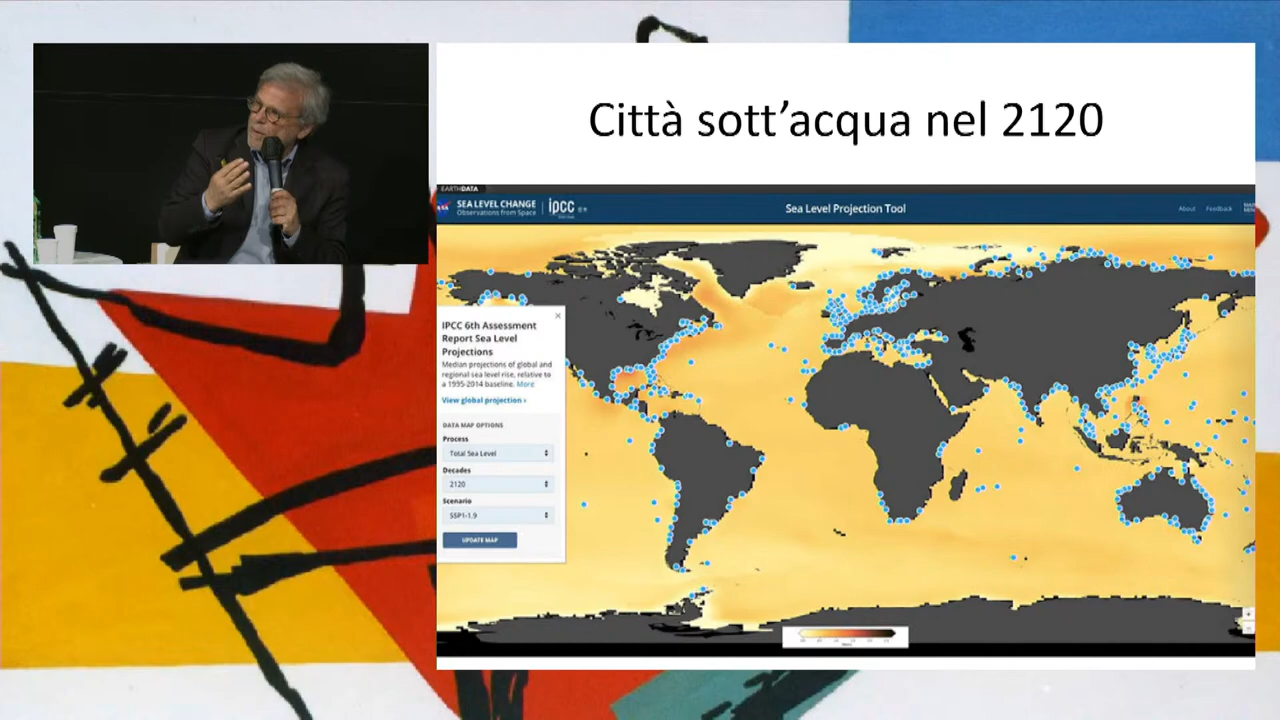 Città sott’acqua nel 2120
EARTHDATA
SEA LEVEL CHANGE
Observations from Space
ipcc
Sea Level Projection Tool
About
Feedback
IPCC 6th Assessment
Report Sea Level
Projections
Median projections of global and
regional sea level rise, relative to
a 1995-2014 baseline. More
View global projection ›
DATA MAP OPTIONS
Process
Total Sea Level
Decades
2120
Scenario
SSP1-1.9
UPDATE MAP